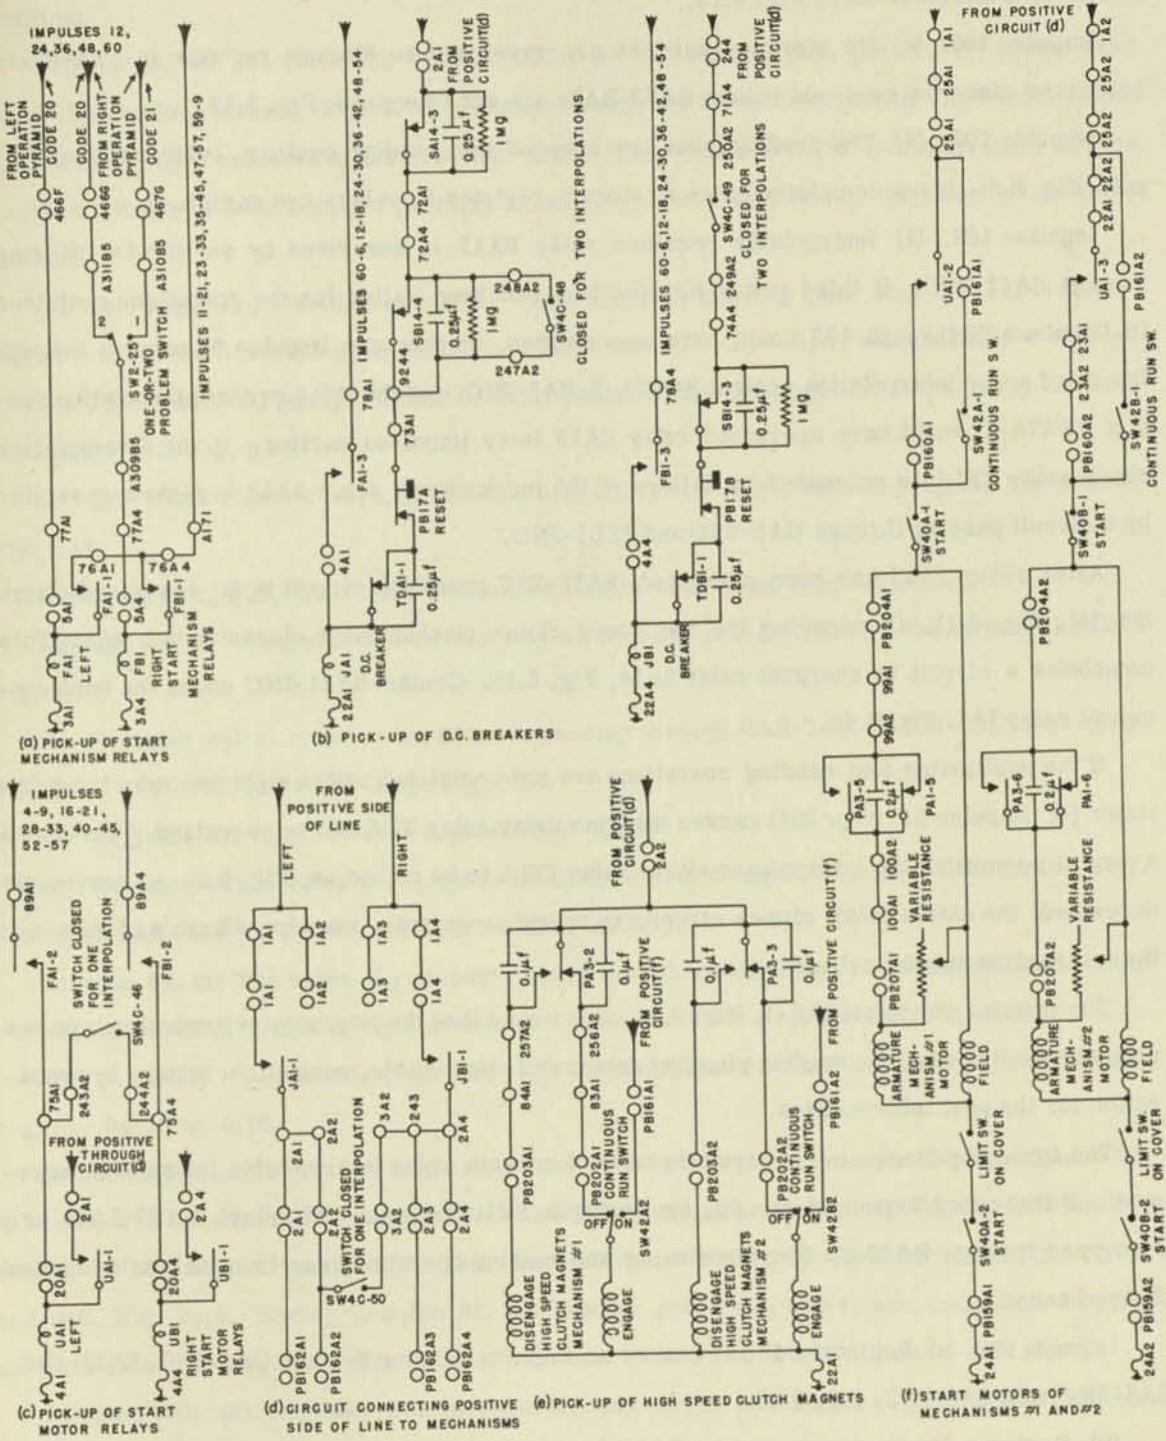 IMPULSES 12,
24,36,48,60
FROM LEFT
OPERATION
PYRAMID
CODE 20
CODE 20
FROM RIGHT
OPERATION
PYRAMID
CODE 21
466F
466G
467G
A311B5
A310B5
2
1
SW2-25
ONE-OR-TWO
PROBLEM SWITCH
A309B5
IMPULSES 11-21, 23-33,35-45,47-57, 59-9
77A1
77A4
A171
76A1
76A4
5A1
FA1-1
5A4
FB1-1
FA1
LEFT
FB1
RIGHT
START
MECHANISM
RELAYS
3A1
3A4
(a) PICK-UP OF START
MECHANISM RELAYS
IMPULSES 60-6,12-18,24-30,36-42,48-54
78A1
FA1-3
4A1
JA1
22A1
2A1
FROM
POSITIVE
CIRCUIT(d)
SA14-3
0.25µf
1Mg
72A1
72A4
SB14-4
0.25µf
1Mg
248A2
SW4C-48
247A2
CLOSED FOR TWO INTERPOLATIONS
9244
73A1
PB17A
RESET
TDA1-1
0.25µf
D.C.
BREAKER
IMPULSES 60-6,12-18,24-30,36-42,48-54
78A4
FB1-3
4A4
JB1
22A4
244
FROM
POSITIVE
CIRCUIT(d)
71A4
250A2
SW4C-49
CLOSED FOR
TWO INTERPOLATIONS
249A2
74A4
SB14-3
0.25µf
1Mg
PB17B
RESET
TDB1-1
0.25µf
D.C.
BREAKER
(b) PICK-UP OF D.C. BREAKERS
FROM POSITIVE
CIRCUIT (d)
1A1
25A1
25A1
UA1-2
PB161A1
SW42A-1
CONTINUOUS RUN SW.
PB160A1
SW40A-1
START
1A2
25A2
25A2
22A2
22A1
UA1-3
PB161A2
23A1
23A2
PB160A2
SW42B-1
CONTINUOUS RUN SW.
SW40B-1
START
PB204A1
99A1
99A2
PA3-5
0.2µf
PA1-5
100A2
100A1
VARIABLE
RESISTANCE
PB207A1
ARMATURE
MECH-
ANISM #1
MOTOR
FIELD
LIMIT SW.
ON COVER
SW40A-2
START
PB159A1
24A1
PB204A2
PA3-6
0.2µf
PA1-6
VARIABLE
RESISTANCE
PB207A2
ARMATURE
MECH-
ANISM #2
MOTOR
FIELD
LIMIT SW.
ON COVER
SW40B-2
START
PB159A2
24A2
(f) START MOTORS OF
MECHANISMS #1 AND #2
IMPULSES
4-9, 16-21,
28-33, 40-45,
52-57
89A1
89A4
FA1-2
SWITCH CLOSED
FOR ONE
INTERPOLATION
SW4C-46
FB1-2
75A1
243A2
244A2
75A4
FROM POSITIVE
THROUGH
CIRCUIT(d)
2A1
2A4
20A1
UA1-1
20A4
UB1-1
UA1
LEFT
UB1
RIGHT
START
MOTOR
RELAYS
4A1
4A4
(c) PICK-UP OF START
MOTOR RELAYS
FROM
POSITIVE SIDE
OF LINE
LEFT
RIGHT
1A1
1A2
1A3
1A4
1A1
1A2
1A3
1A4
JA1-1
JB1-1
2A1
2A2
SWITCH CLOSED
FOR ONE INTERPOLATION
3A2
243
2A4
2A1
2A2
3A2
2A3
2A4
SW4C-50
PB162A1
PB162A2
PB162A3
PB162A4
(d) CIRCUIT CONNECTING POSITIVE
SIDE OF LINE TO MECHANISMS
FROM POSITIVE
CIRCUIT(d)
2A2
0.1µf
PA3-2
0.1µf
FROM POSITIVE
CIRCUIT(f)
0.1µf
PA3-3
0.1µf
FROM POSITIVE CIRCUIT(f)
257A2
256A2
84A1
83A1
PB161A1
PB161A2
PB203A1
PB202A1
CONTINUOUS
RUN SWITCH
PB203A2
PB202A2
CONTINUOUS
RUN SWITCH
OFF
ON
SW42A2
OFF
ON
SW42B2
DISENGAGE
HIGH SPEED
CLUTCH MAGNETS
MECHANISM #1
ENGAGE
DISENGAGE
HIGH SPEED
CLUTCH MAGNETS
MECHANISM #2
ENGAGE
22A1
(e) PICK-UP OF HIGH SPEED CLUTCH MAGNETS